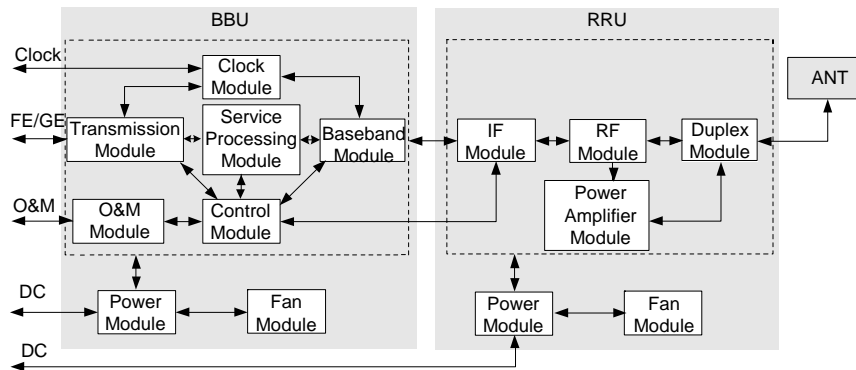 BBU
RRU
Clock
Clock
Module
ANT
FE/GE
Transmission
Module
Service
Processing
Module
Baseband
Module
IF
Module
RF
Module
Duplex
Module
O&M
O&M
Module
Control
Module
Power
Amplifier
Module
DC
Power
Module
Fan
Module
Power
Module
Fan
Module
DC